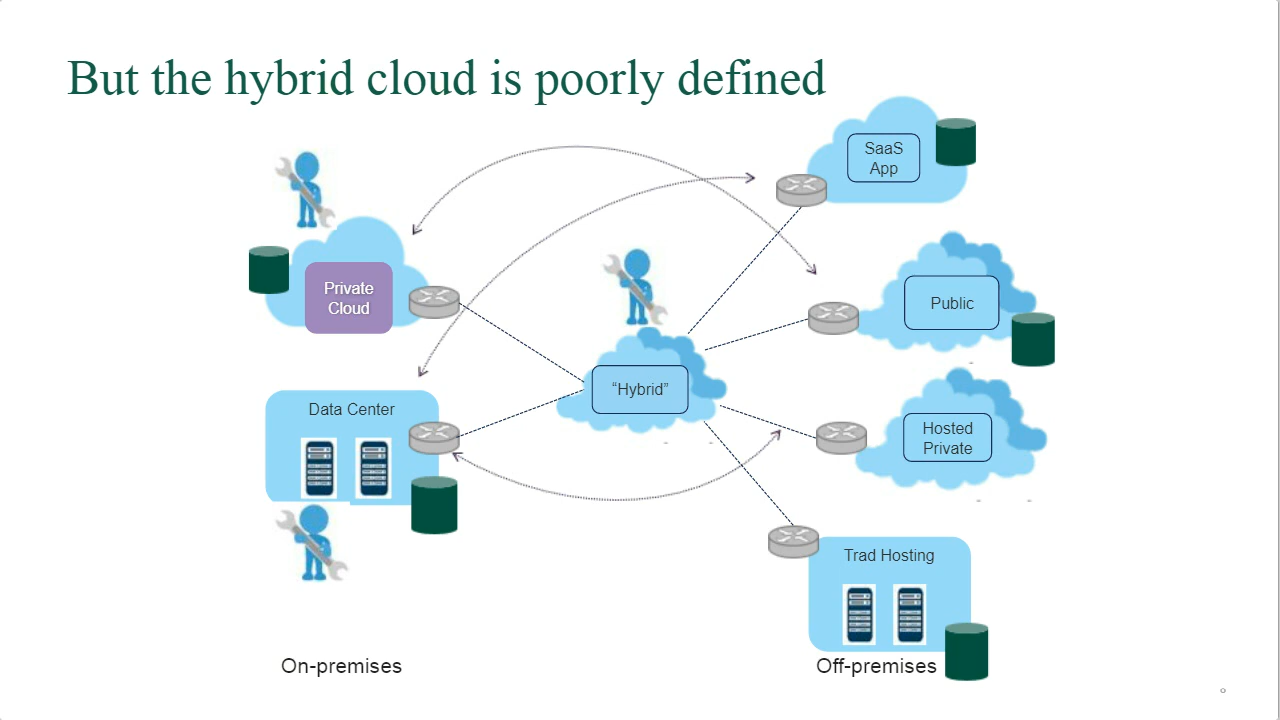 But the hybrid cloud is poorly defined
SaaS
App
Private
Cloud
Public
"Hybrid"
Data Center
Hosted
Private
Trad Hosting
On-premises
Off-premises